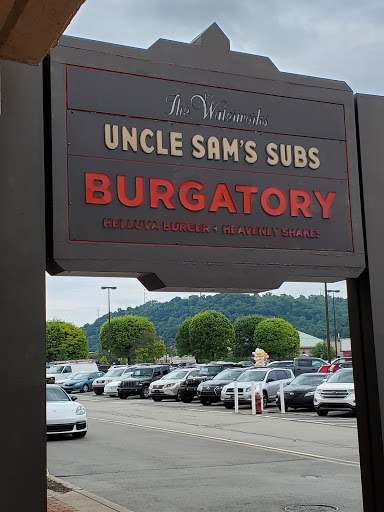 The Waterworks
UNCLE SAM'S SUBS
BURGATORY
HELLUVA BURGER • HEAVENLY SHAKES